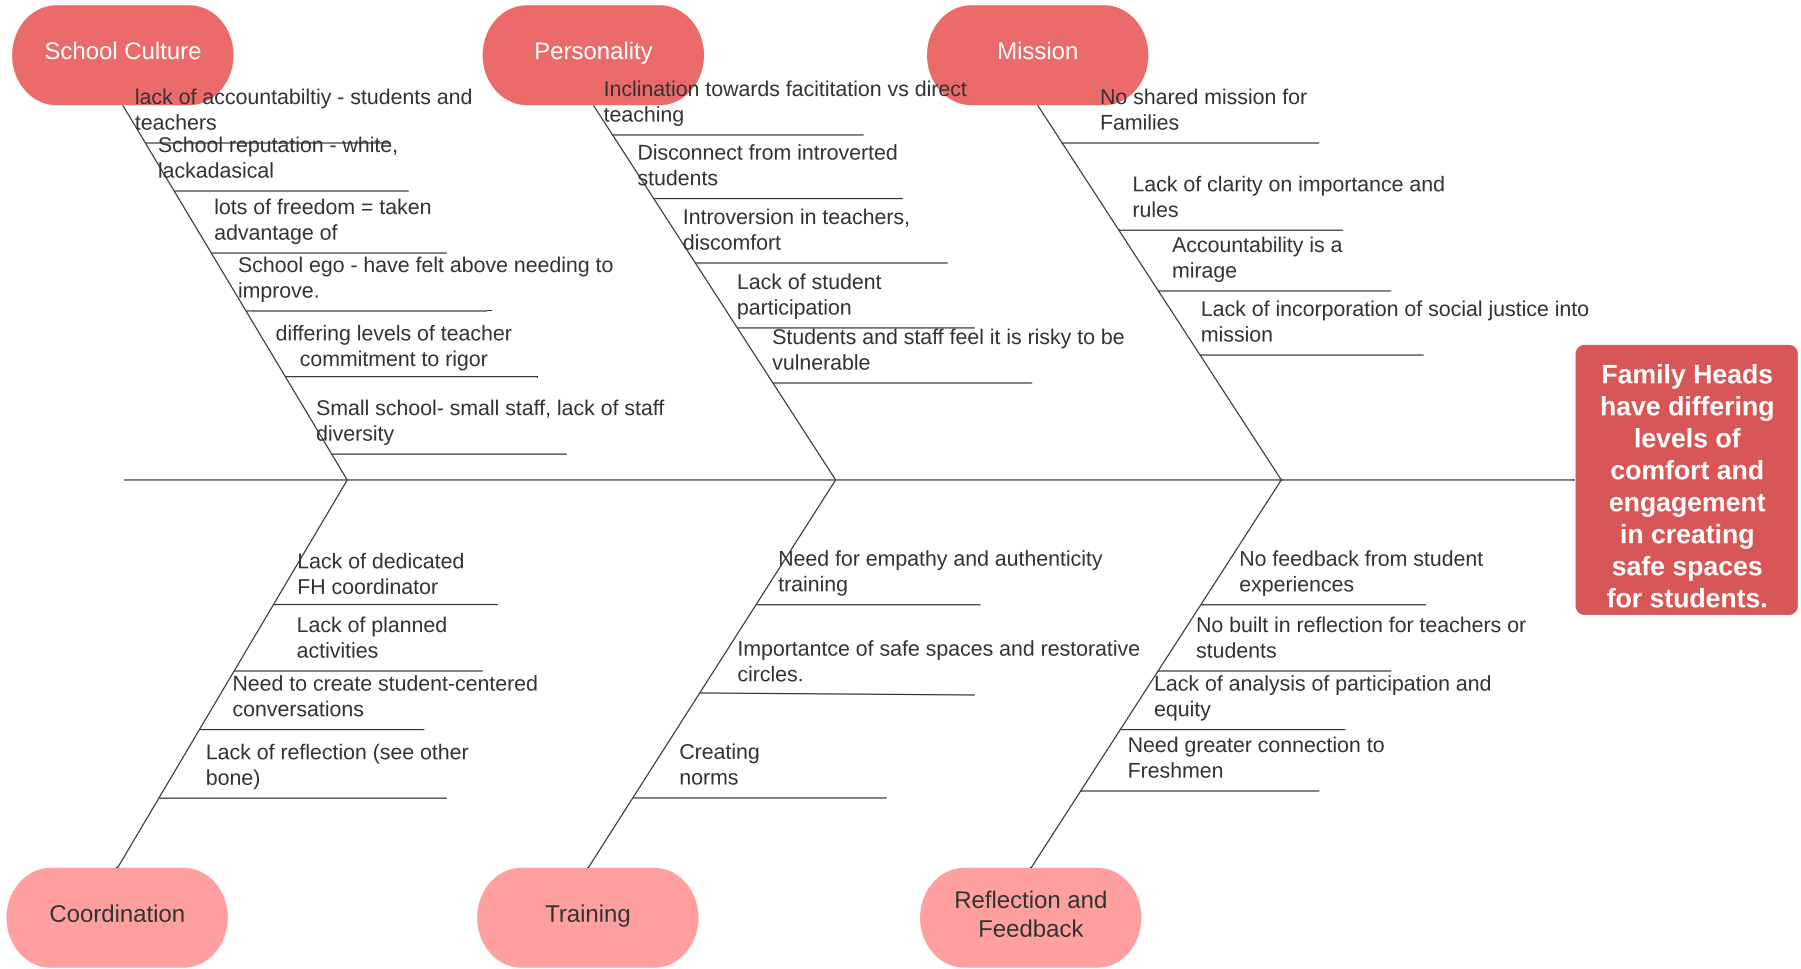 School Culture
lack of accountabiltiy - students and
teachers
School reputation - white,
lackadasical
lots of freedom = taken
advantage of
School ego - have felt above needing to
improve.
differing levels of teacher
commitment to rigor
Small school- small staff, lack of staff
diversity
Personality
Inclination towards facititation vs direct
teaching
Disconnect from introverted
students
Introversion in teachers,
discomfort
Lack of student
participation
Students and staff feel it is risky to be
vulnerable
Mission
No shared mission for
Families
Lack of clarity on importance and
rules
Accountability is a
mirage
Lack of incorporation of social justice into
mission
Family Heads
have differing
levels of
comfort and
engagement
in creating
safe spaces
for students.
Lack of dedicated
FH coordinator
Lack of planned
activities
Need to create student-centered
conversations
Lack of reflection (see other
bone)
Coordination
Need for empathy and authenticity
training
Importantce of safe spaces and restorative
circles.
Creating
norms
Training
No feedback from student
experiences
No built in reflection for teachers or
students
Lack of analysis of participation and
equity
Need greater connection to
Freshmen
Reflection and
Feedback